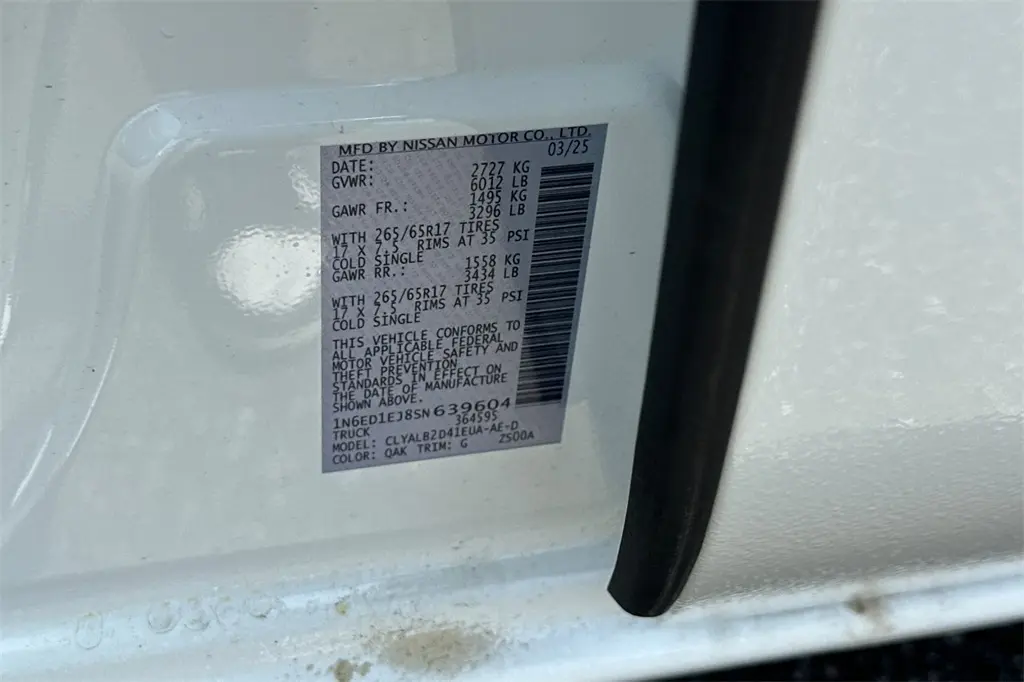 MFD BY NISSAN MOTOR CO., LTD.
DATE: 03/25
GVWR: 2727 KG
6012 LB
GAWR FR.: 1495 KG
3296 LB
WITH 265/65R17 TIRES
17 X 7.5 RIMS AT 35 PSI
COLD SINGLE
GAWR RR.: 1558 KG
3434 LB
WITH 265/65R17 TIRES
17 X 7.5 RIMS AT 35 PSI
COLD SINGLE
THIS VEHICLE CONFORMS TO
ALL APPLICABLE FEDERAL
MOTOR VEHICLE SAFETY AND
THEFT PREVENTION
STANDARDS IN EFFECT ON
THE DATE OF MANUFACTURE
SHOWN ABOVE.
1N6ED1EJ8SN639604
TRUCK 364595
MODEL: CLYALB2D41EUA-AE-D
COLOR: QAK TRIM: G ZS00A